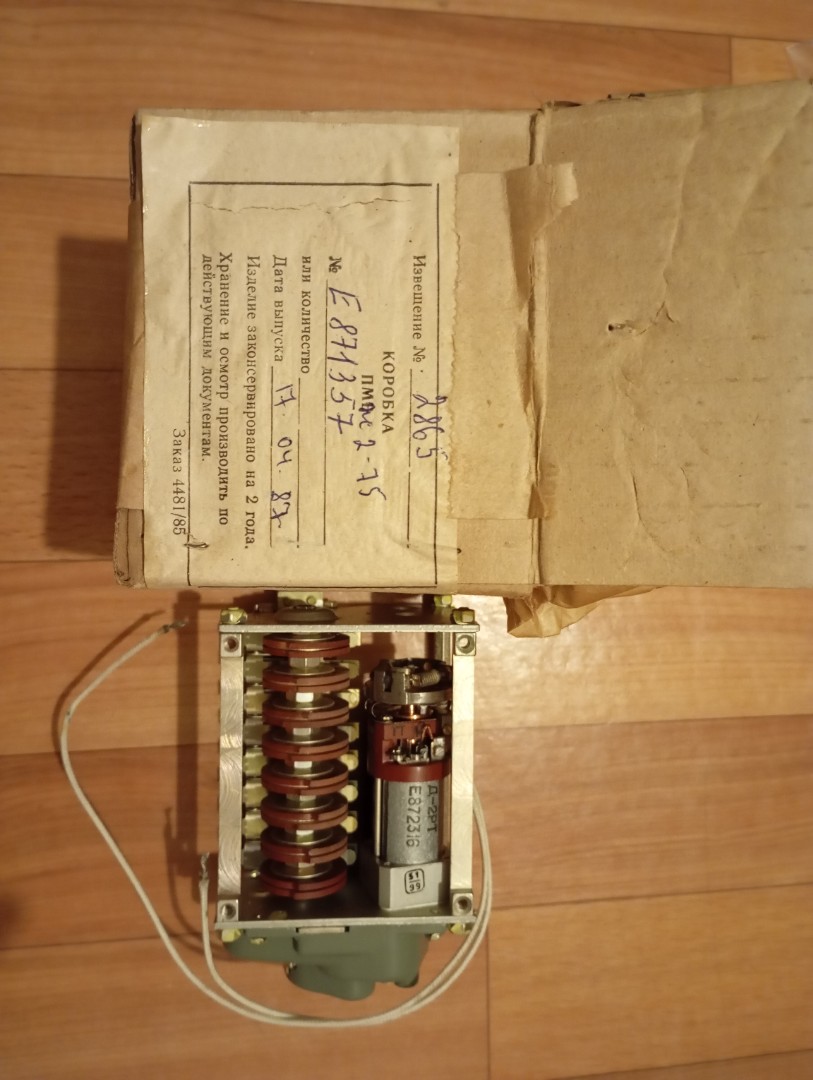 Извещение №. 2865
КОРОБКА
ПМЖ 2-75
№ Е871357
или количество
Дата выпуска 17.04.87
Изделие законсервировано на 2 года.
Хранение и осмотр производить по
действующим документам.
Заказ 4481/85
Д-2РТ
Е872316